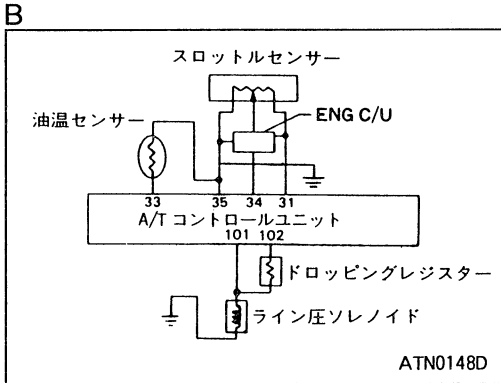 B
スロットルセンサー
油温センサー
ENG C/U
33 35 34 31
A/T コントロールユニット
101 102
ドロッピングレジスター
ライン圧ソレノイド
ATN0148D